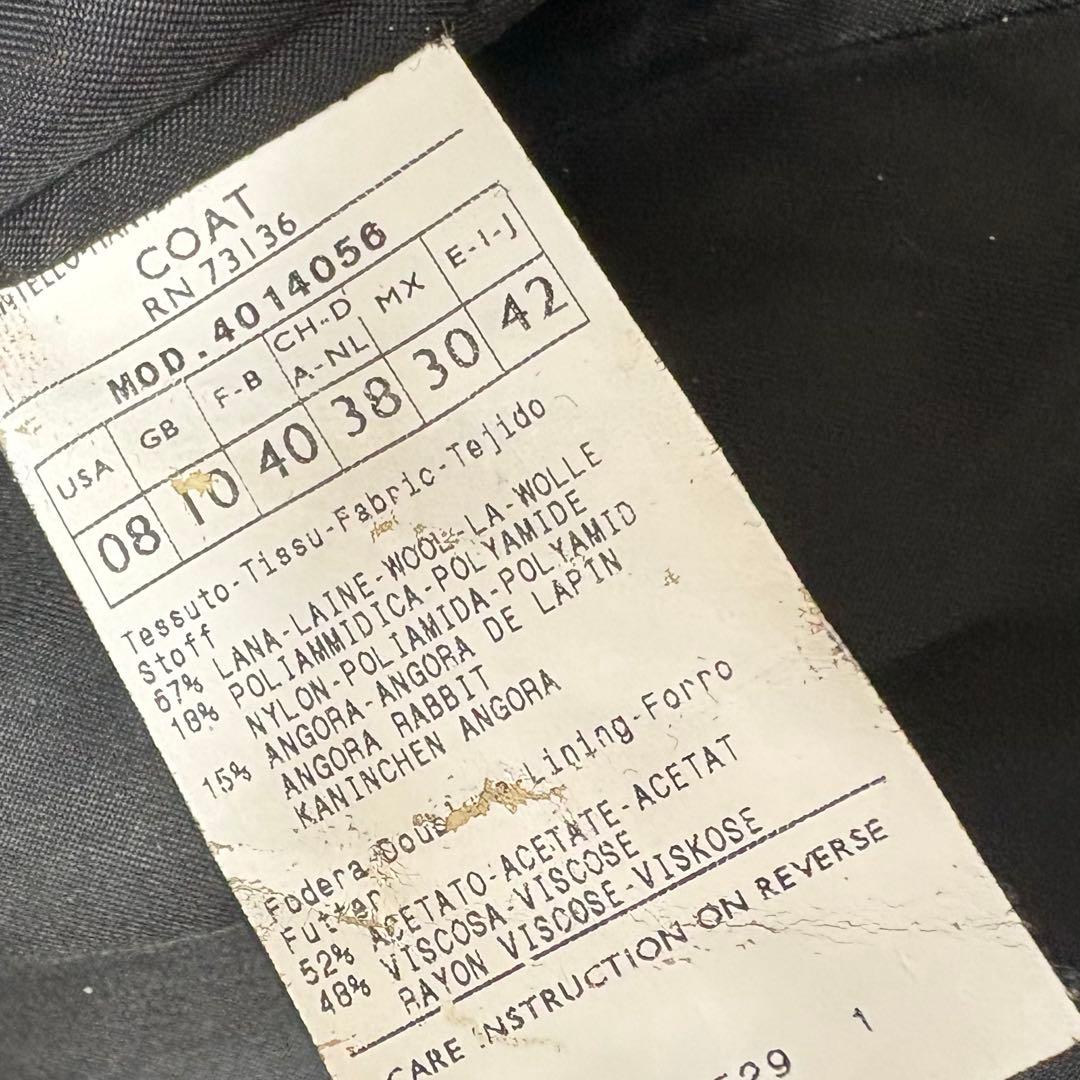 COAT
RN 73136
MOD. 4014056
USA GB F-B CH-D A-NL MX E-I-J
08 10 40 38 30 42
Tessuto-Tissu-Fabric-Tejido
Stoff
67% LANA-LAINE-WOOL-LA-WOLLE
18% POLIAMMIDICA-POLYAMIDE
NYLON-POLIAMIDA-POLYAMID
15% ANGORA-ANGORA DE LAPIN
ANGORA RABBIT
KANINCHEN ANGORA
Fodera Lining-Forro
Futter
52% ACETATO-ACETATE-ACETAT
48% VISCOSA-VISCOSE
RAYON VISCOSE-VISKOSE
CARE INSTRUCTION ON REVERSE
1